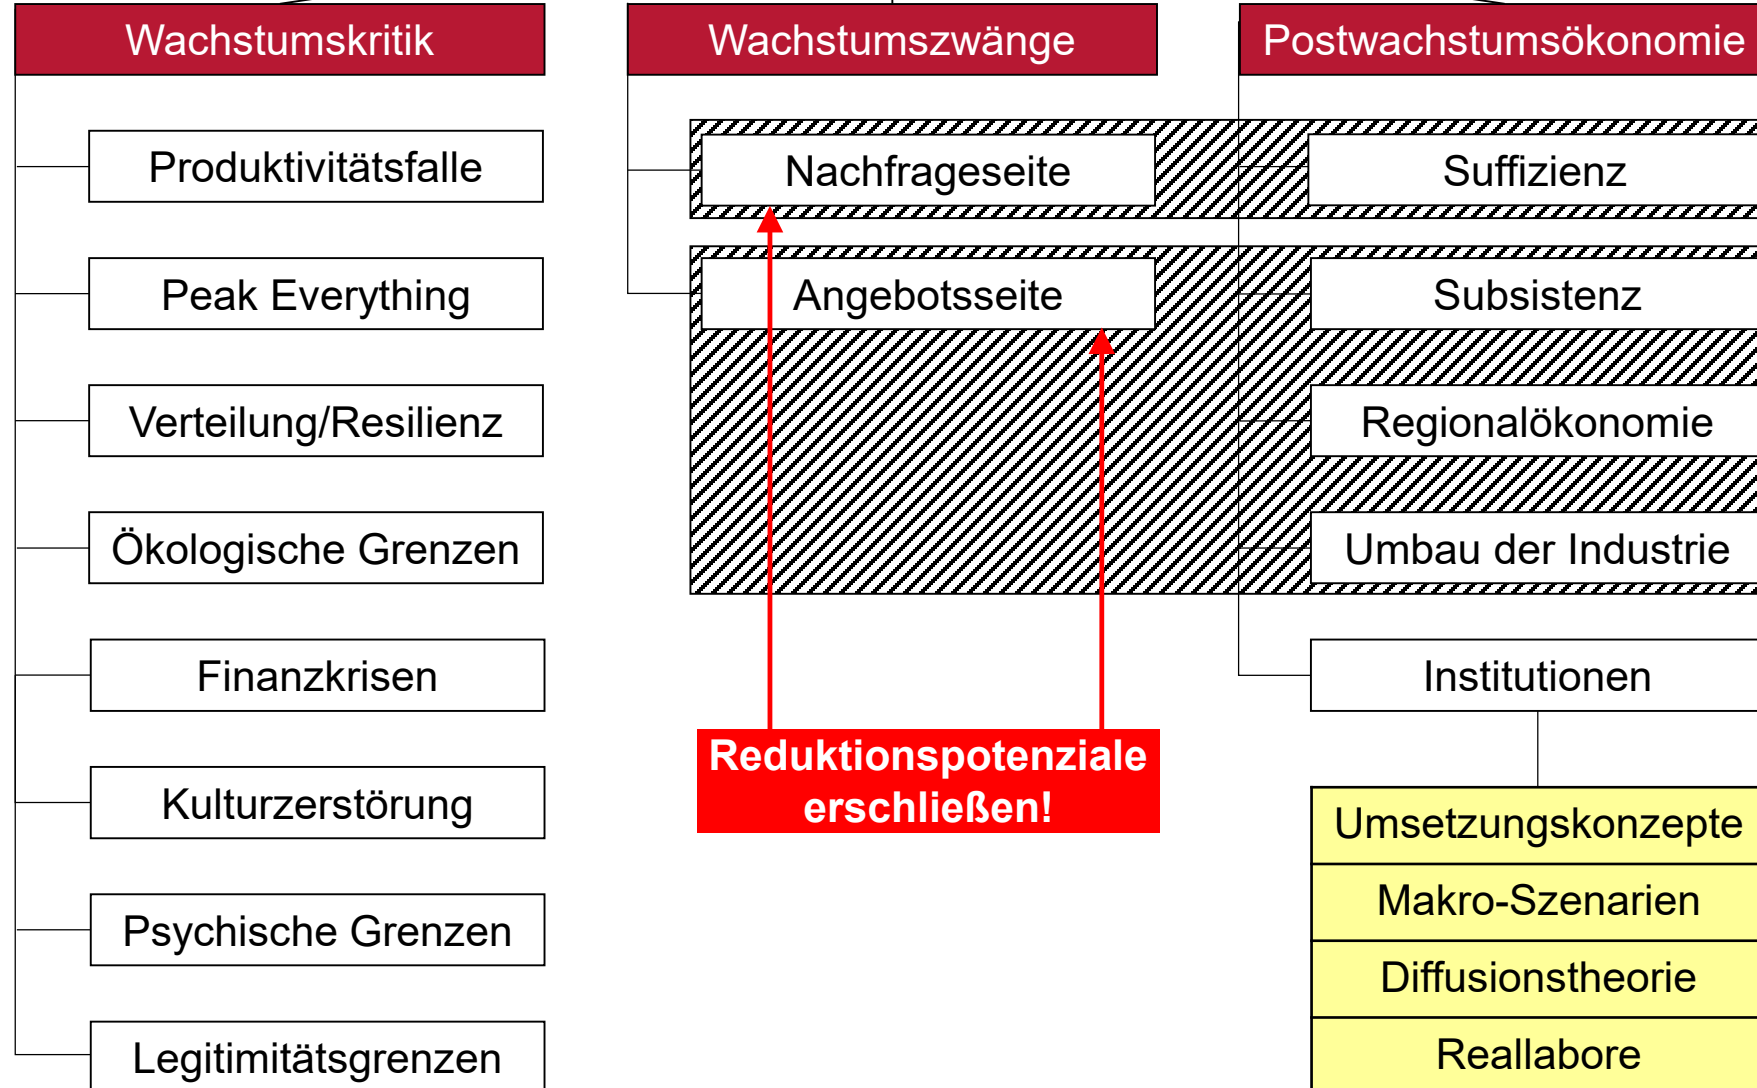 Wachstumskritik
Produktivitätsfalle
Peak Everything
Verteilung/Resilienz
Ökologische Grenzen
Finanzkrisen
Kulturzerstörung
Psychische Grenzen
Legitimitätsgrenzen
Wachstumszwänge
Nachfrageseite
Angebotsseite
Reduktionspotenziale
erschließen!
Postwachstumsökonomie
Suffizienz
Subsistenz
Regionalökonomie
Umbau der Industrie
Institutionen
Umsetzungskonzepte
Makro-Szenarien
Diffusionstheorie
Reallabore